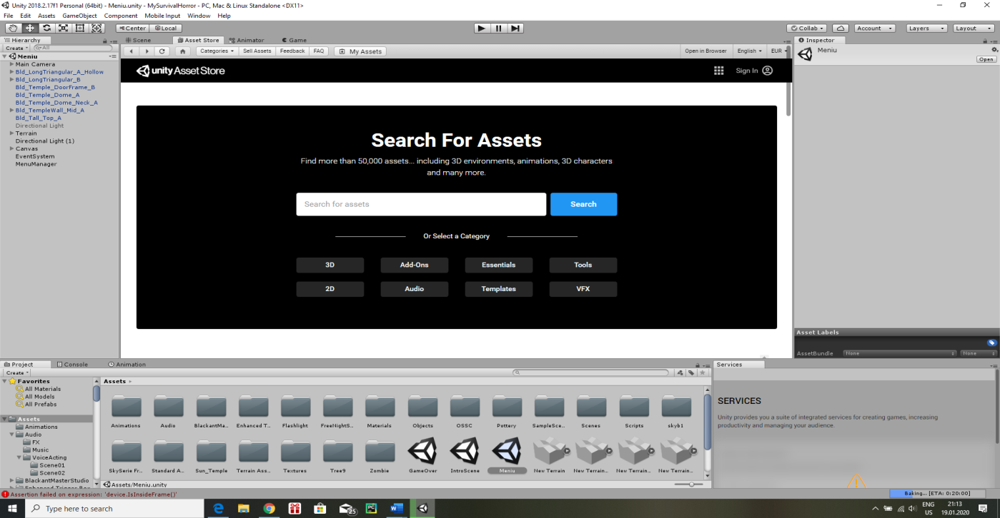 Unity 2018.2.17f1 Personal (64bit) - Meniu.unity - MySurvivalHorror - PC, Mac & Linux Standalone <DX11>
File Edit Assets GameObject Component Mobile Input Window Help
Center Local Collab Account Layers Layout
Hierarchy
Create All
Meniu
Main Camera
Bld_LongTriangular_A_Hollow
Bld_LongTriangular_B
Bld_Temple_DoorFrame_B
Bld_Temple_Dome_A
Bld_Temple_Dome_Neck_A
Bld_TempleWall_Mid_A
Bld_Tall_Top_A
Directional Light
Terrain
Directional Light (1)
Canvas
EventSystem
MenuManager
Scene Asset Store Animator Game
Categories Sell Assets Feedback FAQ My Assets Open in Browser English EUR
unity Asset Store Sign In
Search For Assets
Find more than 50,000 assets... including 3D environments, animations, 3D characters
and many more.
Search for assets Search
Or Select a Category
3D Add-Ons Essentials Tools
2D Audio Templates VFX
Inspector
Meniu
Open
Asset Labels
AssetBundle None None
Project Console Animation
Create
Favorites
All Materials
All Models
All Prefabs
Assets
Animations
Audio
FX
Music
VoiceActing
Scene01
Scene02
BlackantMasterStudio
Enhanced Trigger Box
Assets
Animations Audio BlackantMa... Enhanced T... Flashlight FreeNightS... Materials Objects OSSC Pottery SampleSce... Scenes Scripts skyb1
SkySerie Fr... Standard A... Sun_Temple Terrain Ass... Textures Tree9 Zombie GameOver IntroScene Meniu New Terrain New Terrain... New Terrain... New Terrain...
Assets/Meniu.unity
Services
SERVICES
Unity provides you a suite of integrated services for creating games, increasing
productivity and managing your audience.
Assertion failed on expression: 'device.IsInsideFrame()'
Baking... [ETA: 0:20:00]
Type here to search
25
PC
ENG
US
21:13
19.01.2020